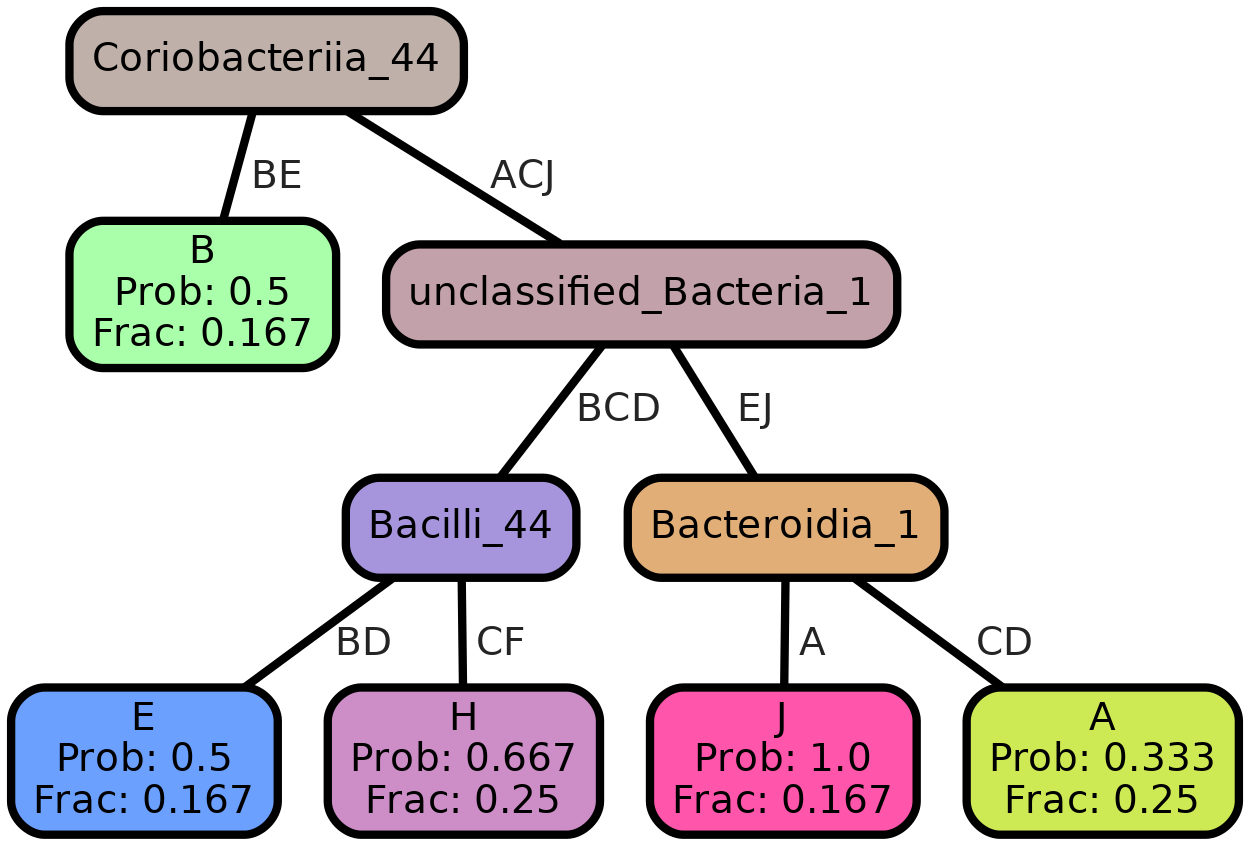 Coriobacteriia_44
BE
ACJ
B
Prob: 0.5
Frac: 0.167
unclassified_Bacteria_1
BCD
EJ
Bacilli_44
Bacteroidia_1
BD
CF
A
CD
E
Prob: 0.5
Frac: 0.167
H
Prob: 0.667
Frac: 0.25
J
Prob: 1.0
Frac: 0.167
A
Prob: 0.333
Frac: 0.25